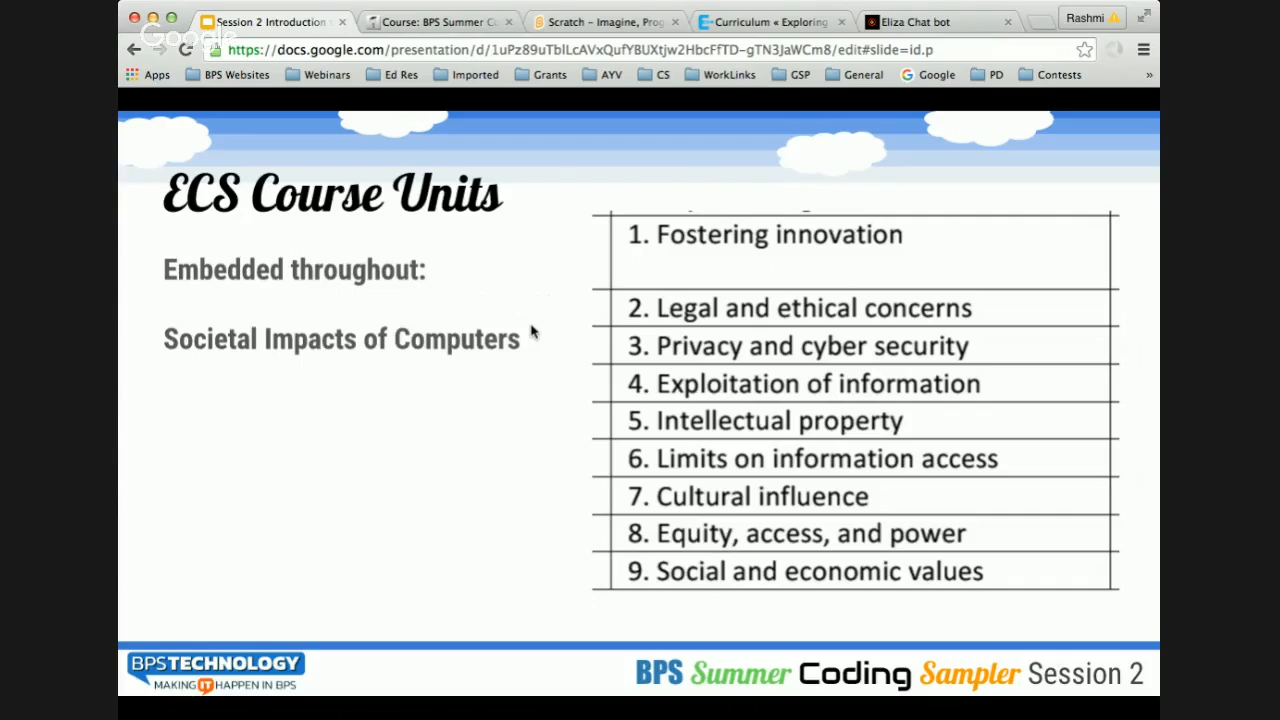 Session 2 Introduction
Course: BPS Summer Co
Scratch – Imagine, Prog
Curriculum « Exploring
Eliza Chat bot
Rashmi
Google
https://docs.google.com/presentation/d/1uPz89uTblLcAVxQufYBUXtjw2HbcFfTD-gTN3JaWCm8/edit#slide=id.p
Apps BPS Websites Webinars Ed Res Imported Grants AYV CS WorkLinks GSP General Google PD Contests »
ECS Course Units
Embedded throughout:
Societal Impacts of Computers
1. Fostering innovation
2. Legal and ethical concerns
3. Privacy and cyber security
4. Exploitation of information
5. Intellectual property
6. Limits on information access
7. Cultural influence
8. Equity, access, and power
9. Social and economic values
BPSTECHNOLOGY
MAKING IT HAPPEN IN BPS
BPS Summer Coding Sampler Session 2